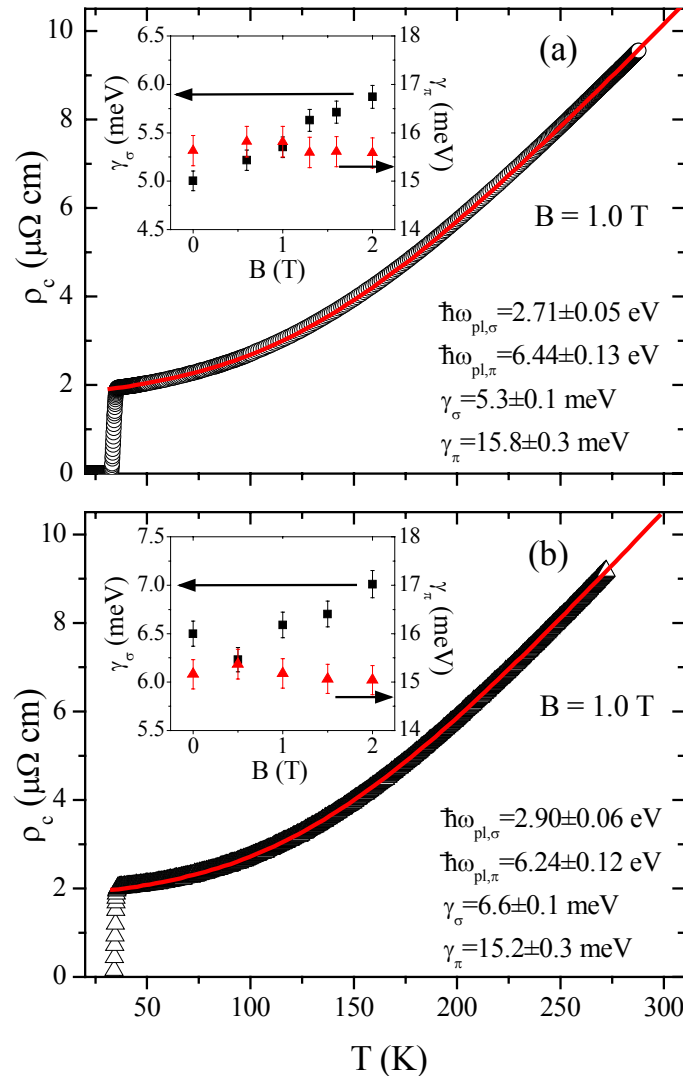 (a)
10
8
6
4
2
0
ρc (μΩ cm)
6.5
6.0
5.5
5.0
4.5
γσ (meV)
18
17
16
15
14
γπ (meV)
0 1 2
B (T)
B = 1.0 T
ħωpl,σ=2.71±0.05 eV
ħωpl,π=6.44±0.13 eV
γσ=5.3±0.1 meV
γπ=15.8±0.3 meV
(b)
10
8
6
4
2
0
ρc (μΩ cm)
7.5
7.0
6.5
6.0
5.5
γσ (meV)
18
17
16
15
14
γπ (meV)
0 1 2
B (T)
B = 1.0 T
ħωpl,σ=2.90±0.06 eV
ħωpl,π=6.24±0.12 eV
γσ=6.6±0.1 meV
γπ=15.2±0.3 meV
50 100 150 200 250 300
T (K)